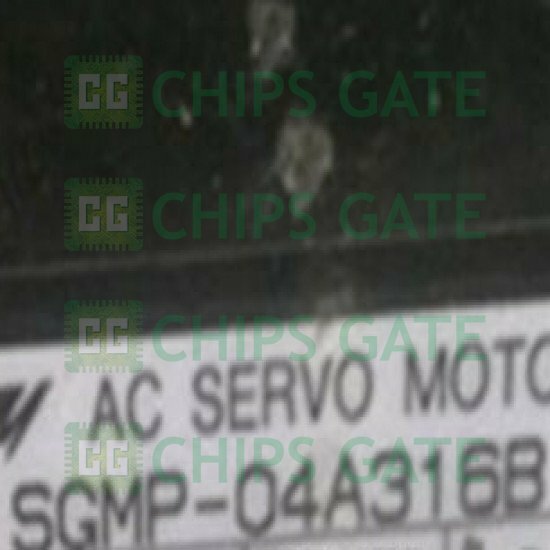 CG CHIPS GATE
CG CHIPS GATE
CG CHIPS GATE
AC SERVO MOTO
CG CHIPS GATE
SGMP-04A316B